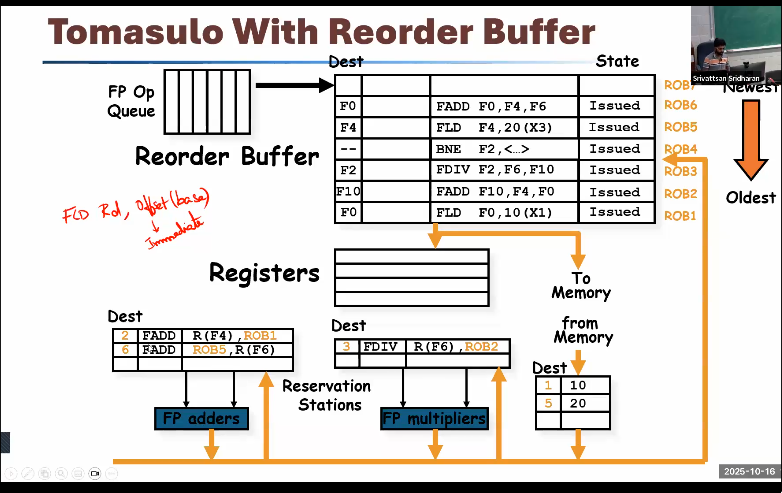 Tomasulo With Reorder Buffer
Srivattsan Sridharan
Dest
State
FP Op
Queue
ROB7
Newest
F0 FADD F0,F4,F6 Issued ROB6
F4 FLD F4,20(X3) Issued ROB5
-- BNE F2,<…> Issued ROB4
F2 FDIV F2,F6,F10 Issued ROB3
F10 FADD F10,F4,F0 Issued ROB2
F0 FLD F0,10(X1) Issued ROB1
Reorder Buffer
Oldest
FLD Rd, Offset(base)
Immediate
Registers
To
Memory
from
Memory
Dest
2 FADD R(F4),ROB1
6 FADD ROB5,R(F6)
Dest
3 FDIV R(F6),ROB2
Dest
1 10
5 20
Reservation
Stations
FP adders
FP multipliers
2025-10-16